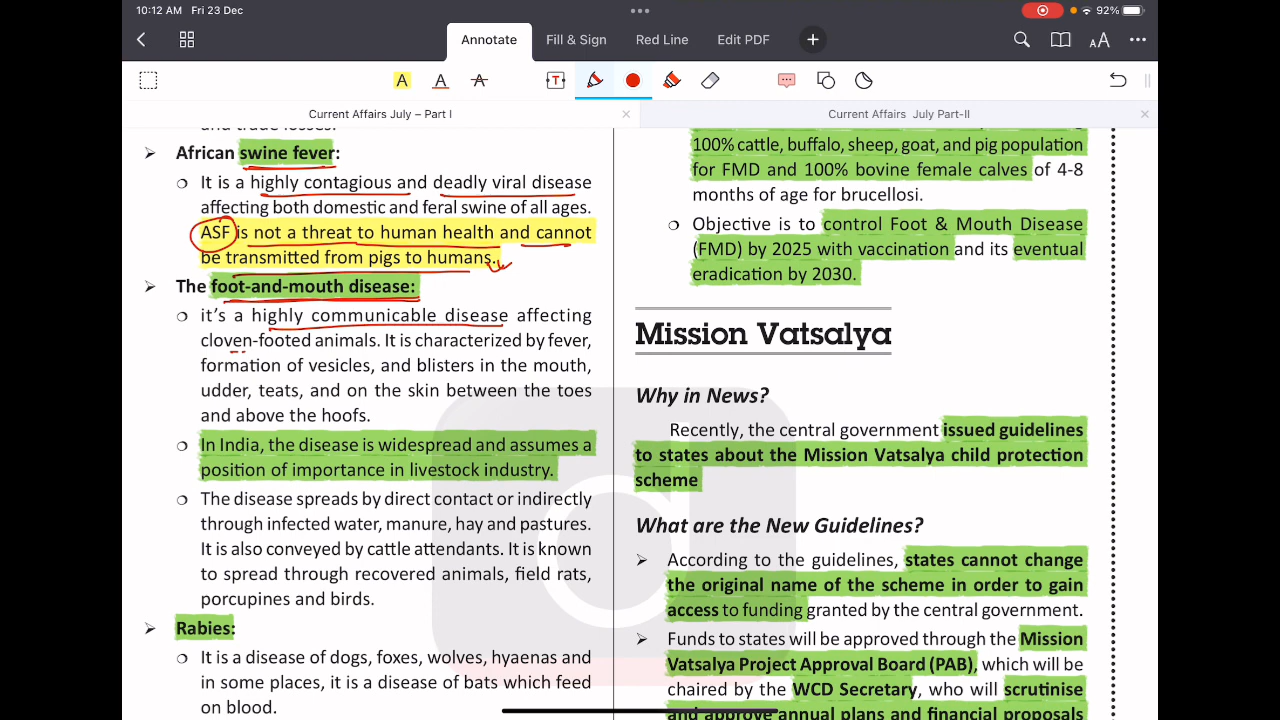 10:12 AM Fri 23 Dec
92%
Annotate Fill & Sign Red Line Edit PDF
A A A T AA
Current Affairs July – Part I
Current Affairs July Part-II
and trade losses.
African swine fever:
It is a highly contagious and deadly viral disease
affecting both domestic and feral swine of all ages.
ASF is not a threat to human health and cannot
be transmitted from pigs to humans.
The foot-and-mouth disease:
it's a highly communicable disease affecting
cloven-footed animals. It is characterized by fever,
formation of vesicles, and blisters in the mouth,
udder, teats, and on the skin between the toes
and above the hoofs.
In India, the disease is widespread and assumes a
position of importance in livestock industry.
The disease spreads by direct contact or indirectly
through infected water, manure, hay and pastures.
It is also conveyed by cattle attendants. It is known
to spread through recovered animals, field rats,
porcupines and birds.
Rabies:
It is a disease of dogs, foxes, wolves, hyaenas and
in some places, it is a disease of bats which feed
on blood.
100% cattle, buffalo, sheep, goat, and pig population
for FMD and 100% bovine female calves of 4-8
months of age for brucellosi.
Objective is to control Foot & Mouth Disease
(FMD) by 2025 with vaccination and its eventual
eradication by 2030.
Mission Vatsalya
Why in News?
Recently, the central government issued guidelines
to states about the Mission Vatsalya child protection
scheme
What are the New Guidelines?
According to the guidelines, states cannot change
the original name of the scheme in order to gain
access to funding granted by the central government.
Funds to states will be approved through the Mission
Vatsalya Project Approval Board (PAB), which will be
chaired by the WCD Secretary, who will scrutinise
and approve annual plans and financial proposals